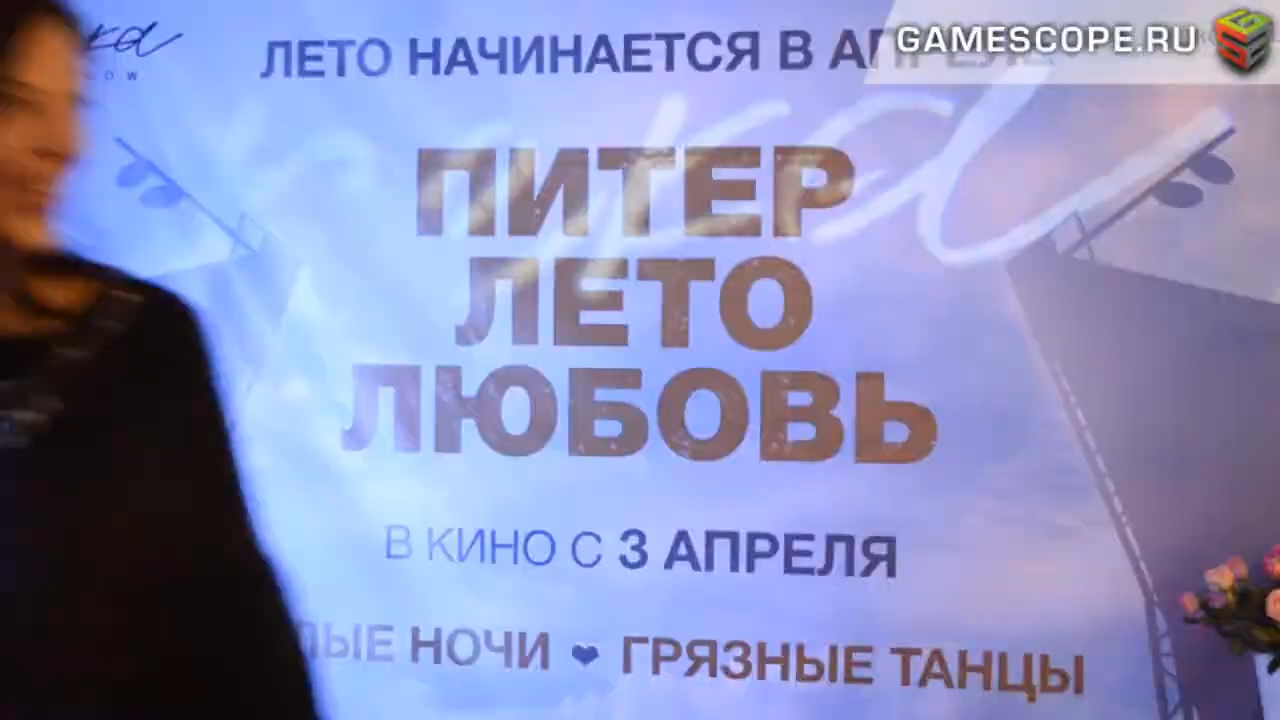 ЛЕТО НАЧИНАЕТСЯ В
GAMESCOPE.RU
ПИТЕР
ЛЕТО
ЛЮБОВЬ
В КИНО С 3 АПРЕЛЯ
НОЧИ ❤ ГРЯЗНЫЕ ТАНЦЫ